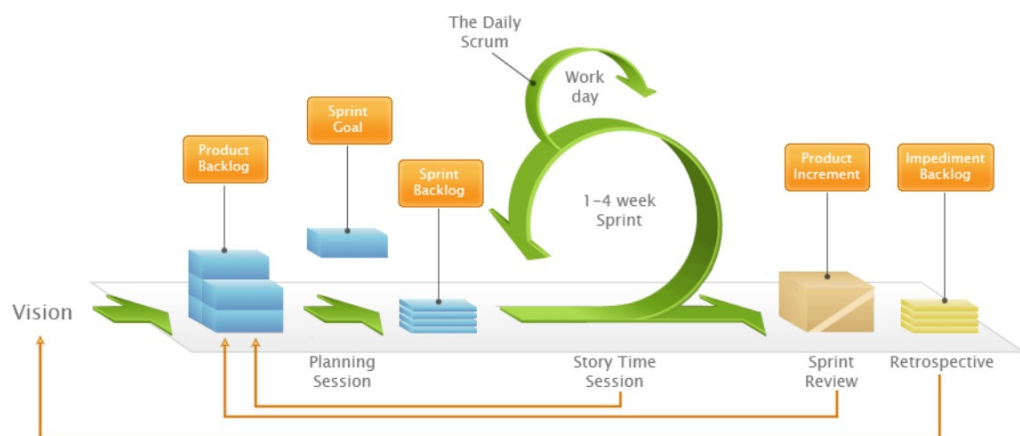 The Daily
Scrum
Work
day
Sprint
Goal
Product
Backlog
Sprint
Backlog
1-4 week
Sprint
Product
Increment
Impediment
Backlog
Vision
Planning
Session
Story Time
Session
Sprint
Review
Retrospective